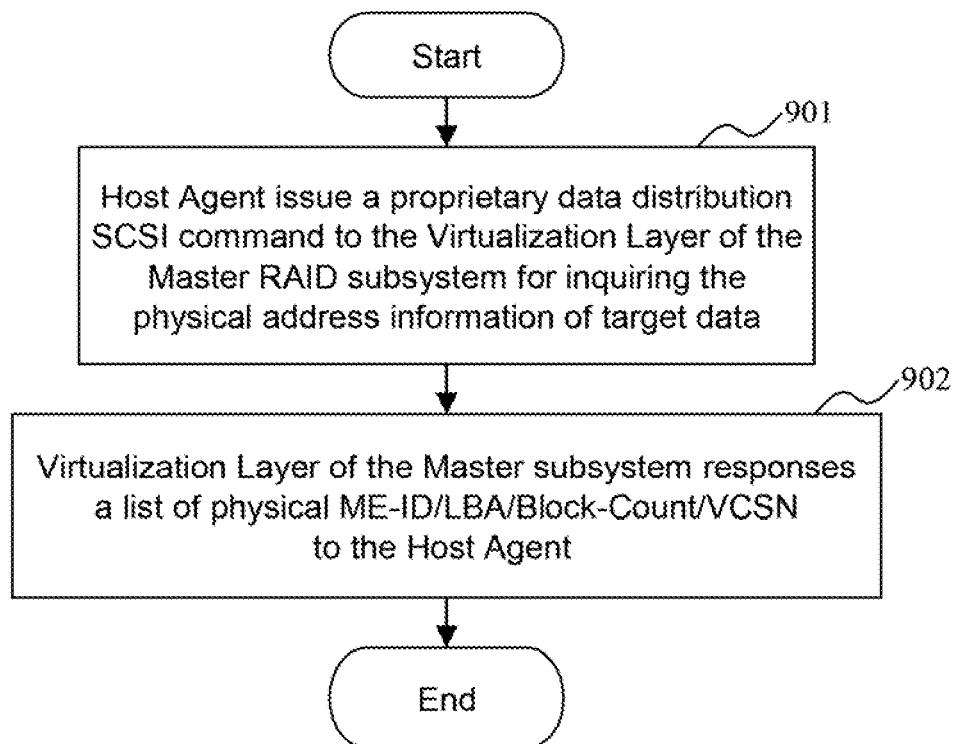 Start
901
Host Agent issue a proprietary data distribution
SCSI command to the Virtualization Layer of the
Master RAID subsystem for inquiring the
physical address information of target data
902
Virtualization Layer of the Master subsystem responses
a list of physical ME-ID/LBA/Block-Count/VCSN
to the Host Agent
End